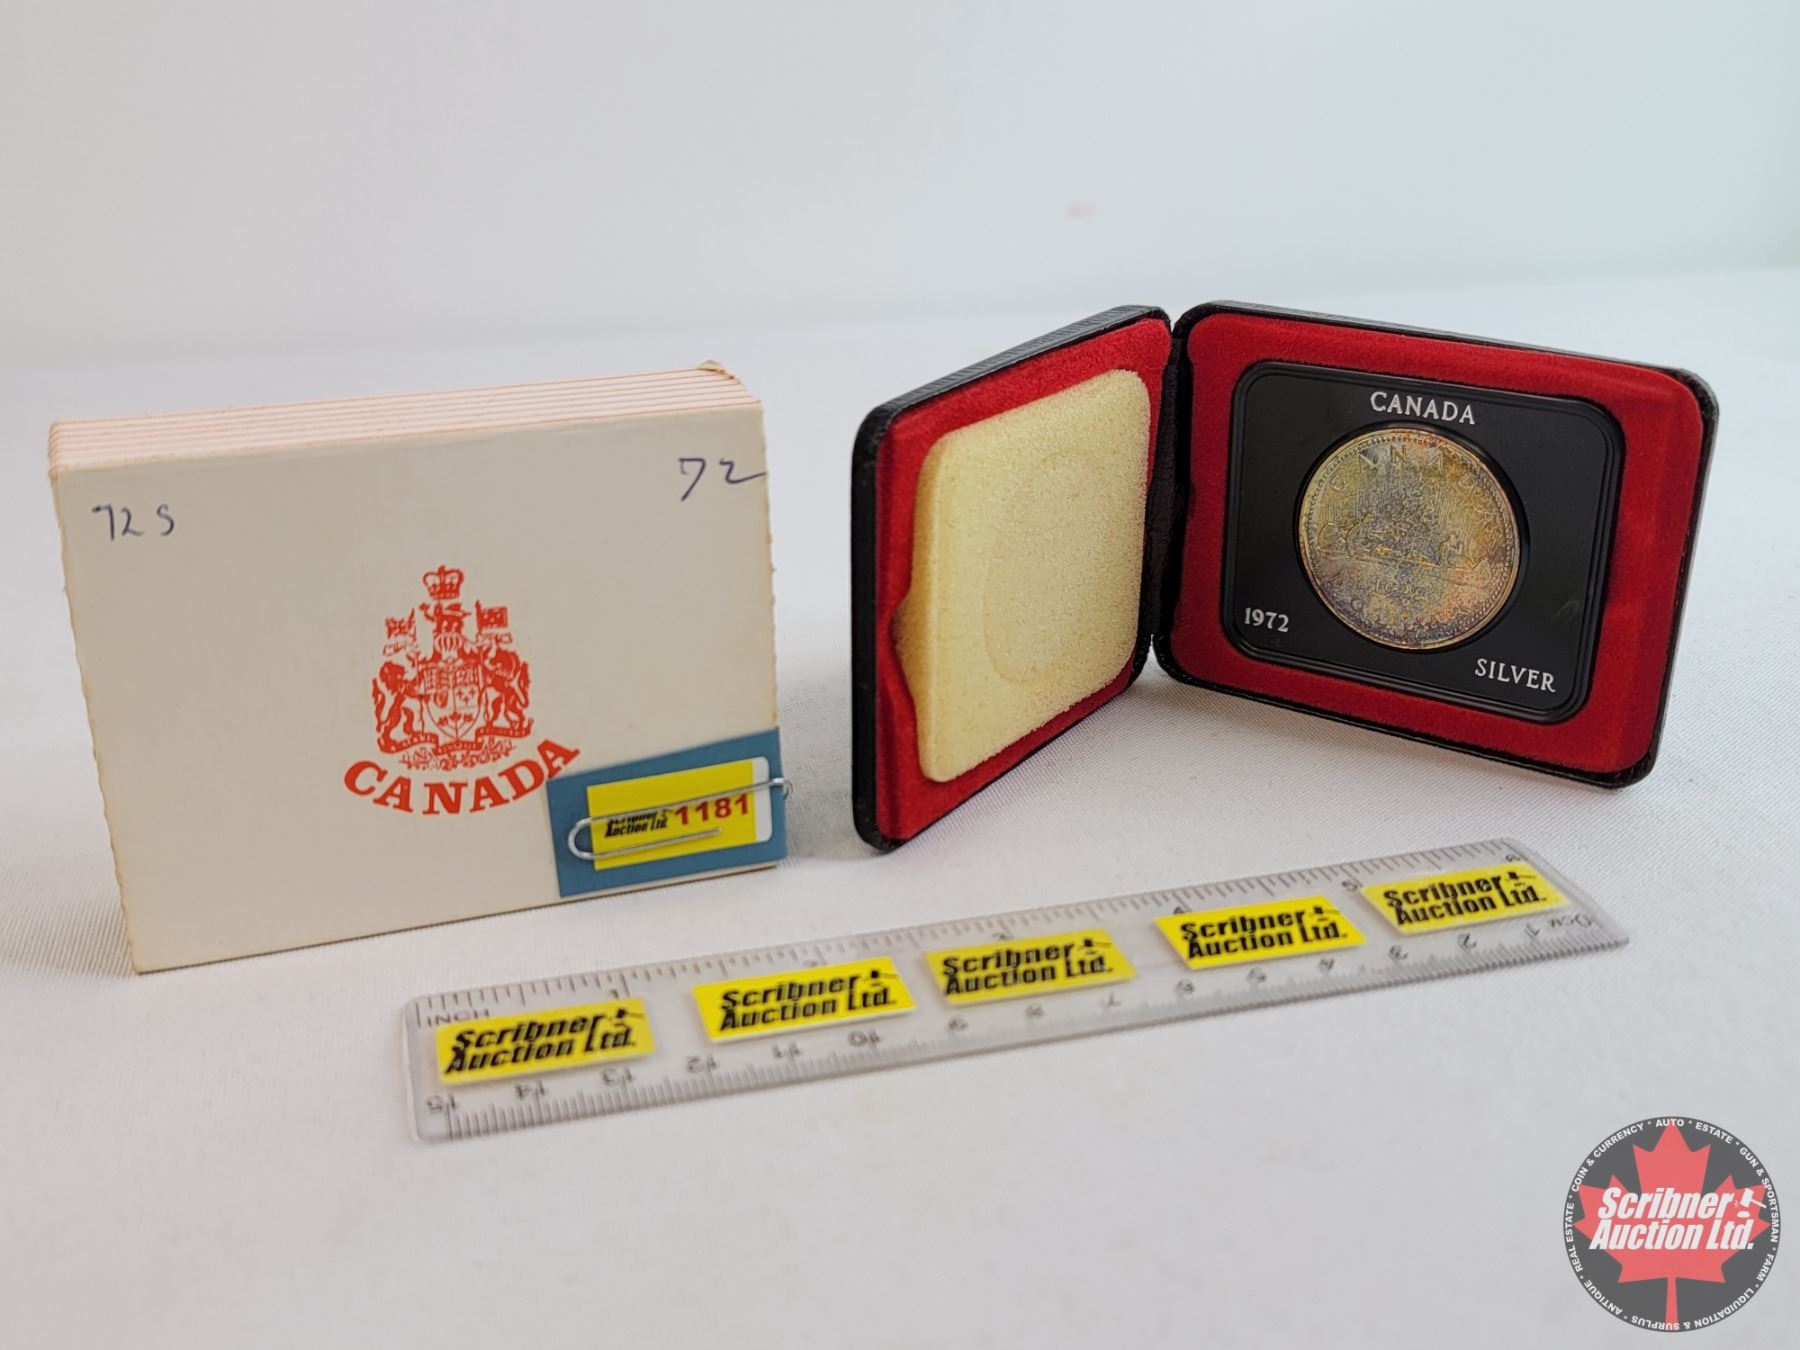 72 S
72
CANADA
Scribner
Auction Ltd. 1181
CANADA
1972
SILVER
INCH
1
2
3
4
5
Scribner
Auction Ltd.
Scribner
Auction Ltd.
Scribner
Auction Ltd.
Scribner
Auction Ltd.
Scribner
Auction Ltd.
15 14 13 12 11 10 9 8 7 6 5 4 3 2 1 0CM
COIN & CURRENCY * AUTO * ESTATE * GUN & SPORTSMAN * FARM * LIQUIDATION & SURPLUS * ANTIQUE * REAL ESTATE *
Scribner
Auction Ltd.